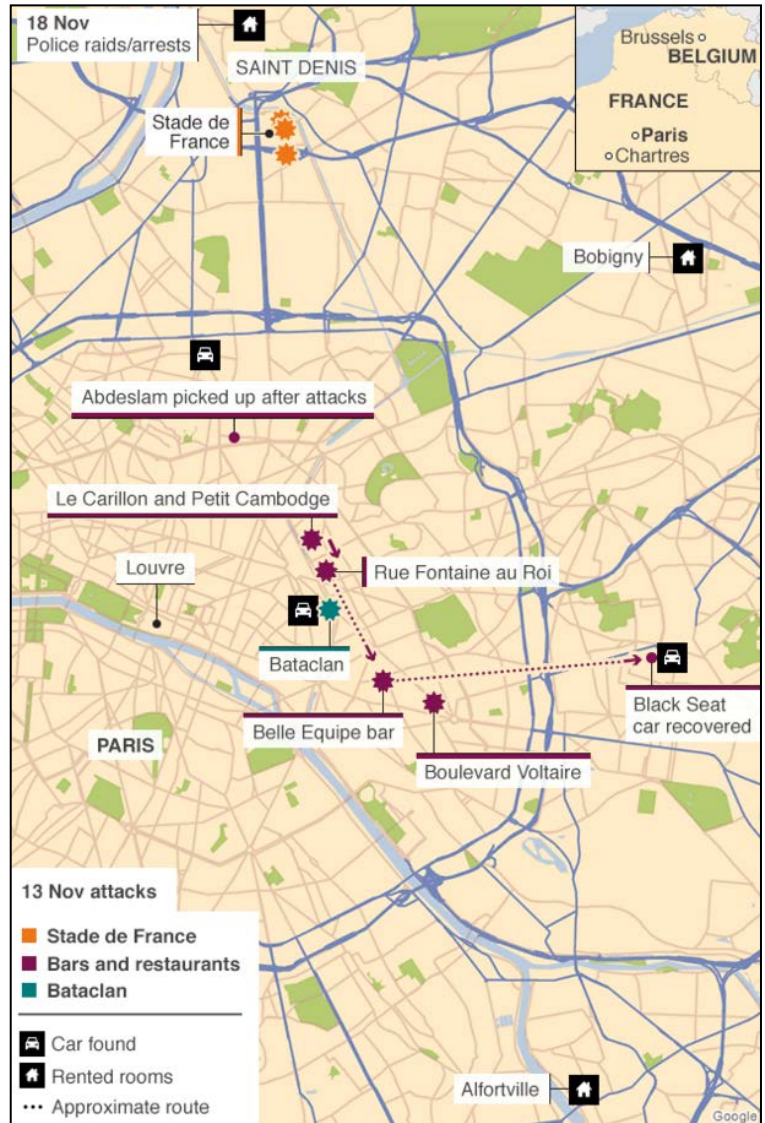 18 Nov
Police raids/arrests
SAINT DENIS
Brussels
BELGIUM
FRANCE
Paris
Chartres
Stade de
France
Bobigny
Abdeslam picked up after attacks
Le Carillon and Petit Cambodge
Louvre
Rue Fontaine au Roi
Bataclan
Belle Equipe bar
Black Seat
car recovered
PARIS
Boulevard Voltaire
13 Nov attacks
Stade de France
Bars and restaurants
Bataclan
Car found
Rented rooms
Approximate route
Alfortville
Google